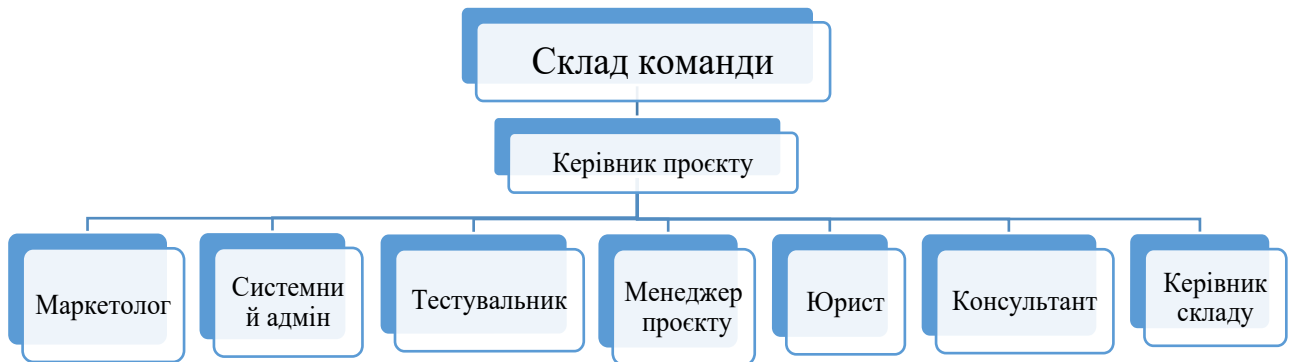 Склад команди
Керівник проєкту
Маркетолог
Системни
й адмін
Тестувальник
Менеджер
проєкту
Юрист
Консультант
Керівник
складу